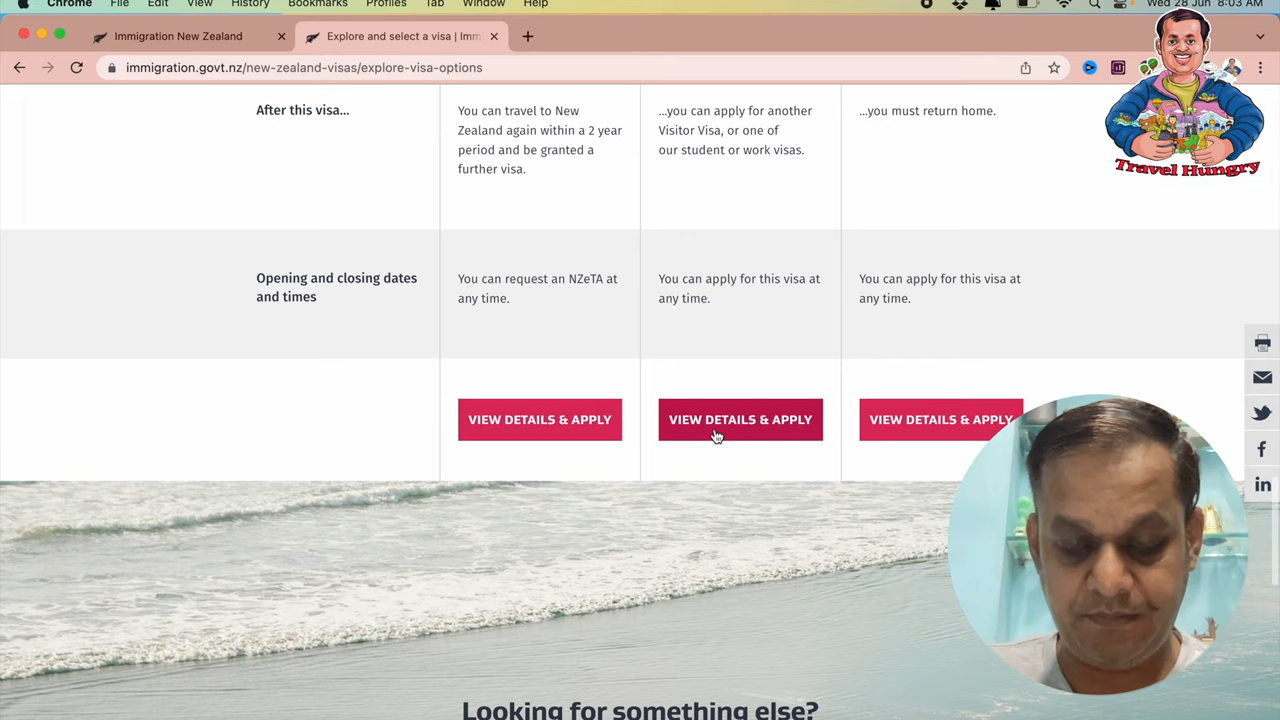 Chrome File Edit View History Bookmarks Profiles Tab Window Help Wed 28 Jun 8:03 AM
Immigration New Zealand
Explore and select a visa | Imm
immigration.govt.nz/new-zealand-visas/explore-visa-options
Travel Hungry
After this visa...
You can travel to New
Zealand again within a 2 year
period and be granted a
further visa.
...you can apply for another
Visitor Visa, or one of
our student or work visas.
...you must return home.
Opening and closing dates
and times
You can request an NZeTA at
any time.
You can apply for this visa at
any time.
You can apply for this visa at
any time.
VIEW DETAILS & APPLY
VIEW DETAILS & APPLY
VIEW DETAILS & APPLY
Looking for something else?